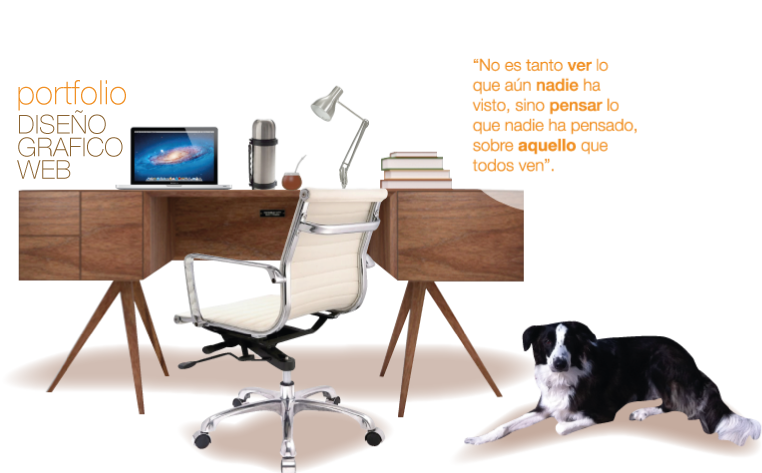 portfolio
DISEÑO
GRAFICO
WEB
“No es tanto ver lo
que aún nadie ha
visto, sino pensar lo
que nadie ha pensado,
sobre aquello que
todos ven”.